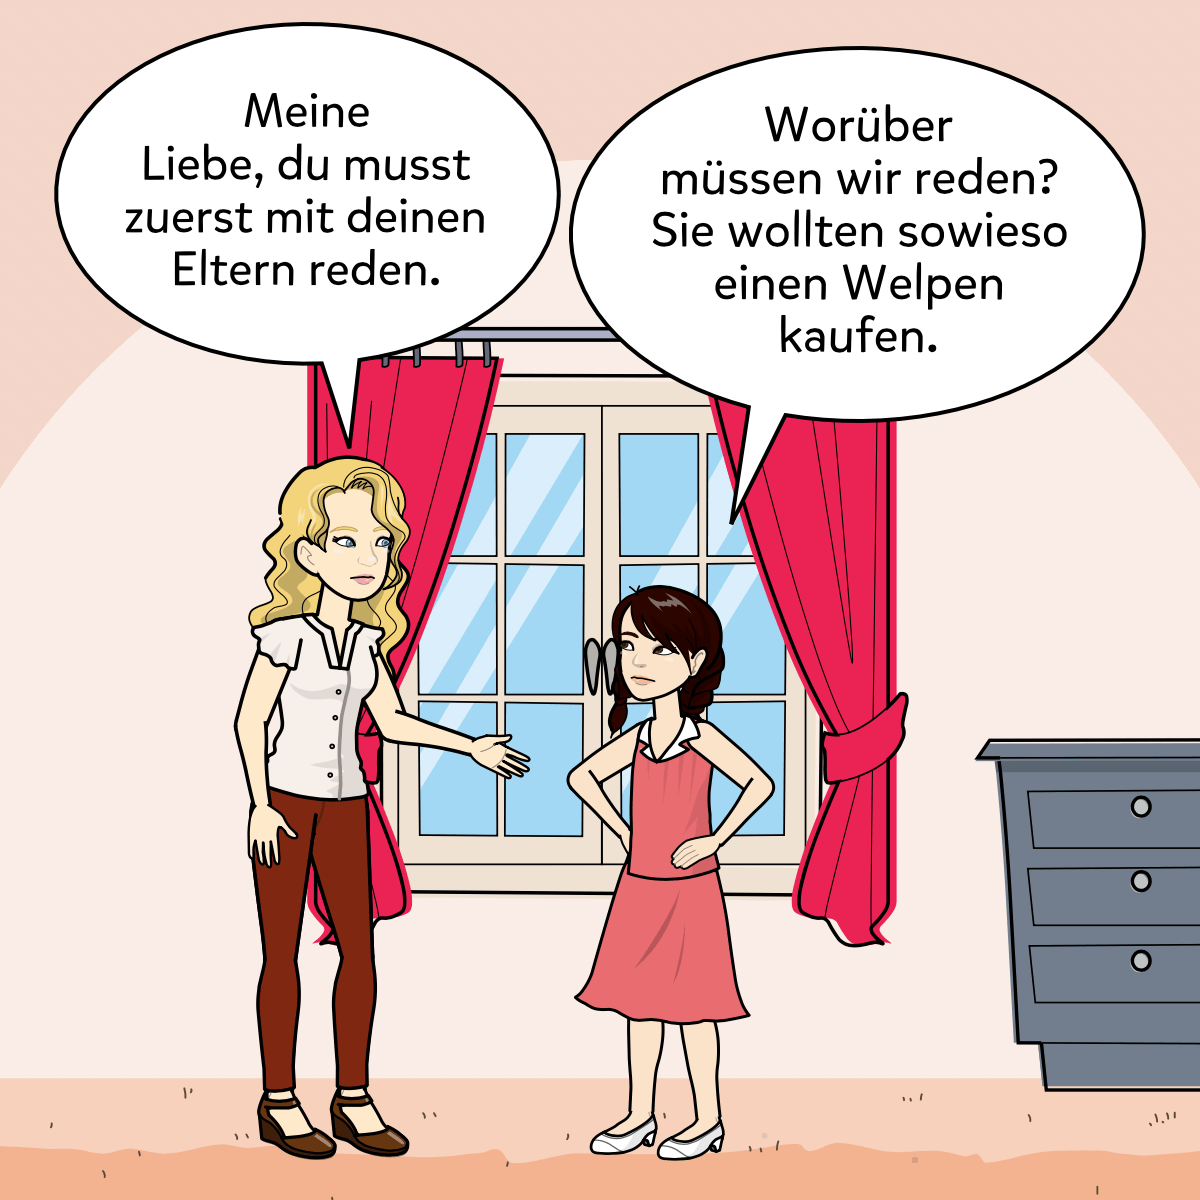 Meine
Liebe, du musst
zuerst mit deinen
Eltern reden.
Worüber
müssen wir reden?
Sie wollten sowieso
einen Welpen
kaufen.